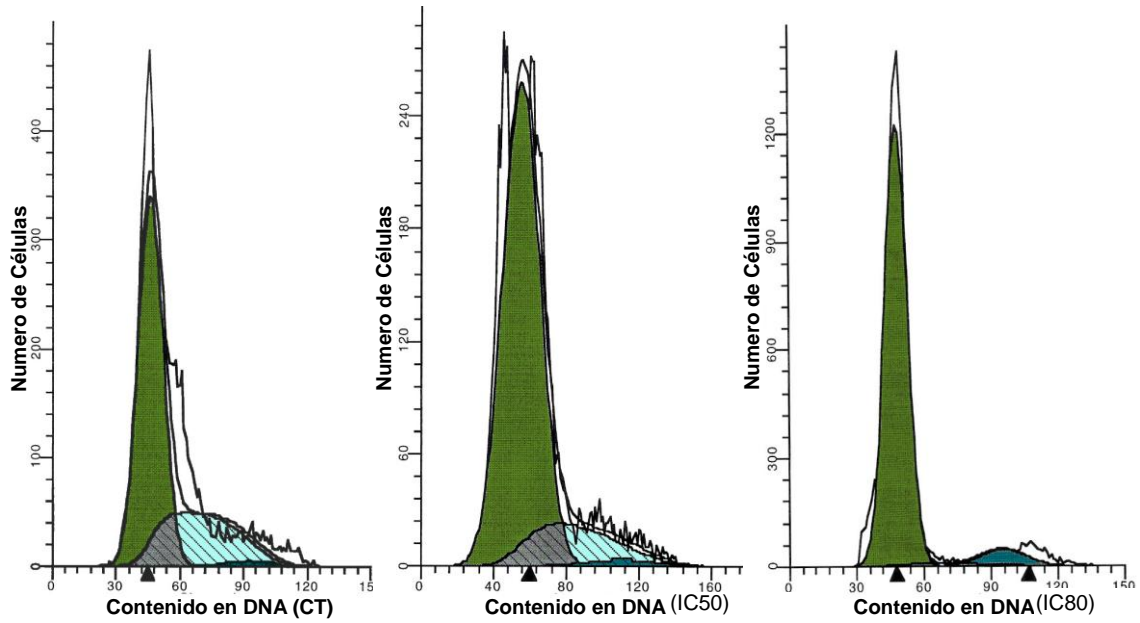 Numero de Células
400
300
200
100
0
0 30 60 90 120 15
Contenido en DNA (CT)
Numero de Células
240
180
120
60
0
0 40 80 120 160
Contenido en DNA (IC50)
Numero de Células
1200
900
600
300
0
0 30 60 90 120 150
Contenido en DNA (IC80)